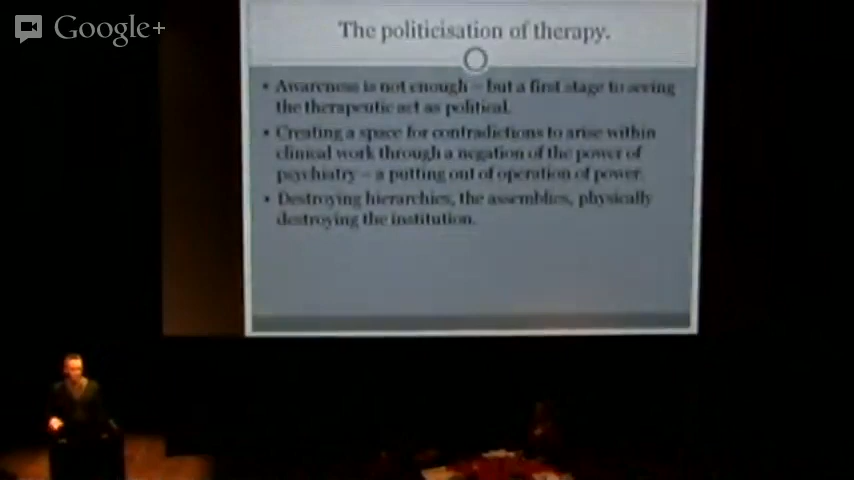 Google+
The politicisation of therapy.
• Awareness is not enough – but a first stage to seeing
the therapeutic act as political.
• Creating a space for contradictions to arise within
clinical work through a negation of the power of
psychiatry – a putting out of operation of power.
• Destroying hierarchies, the assemblies, physically
destroying the institution.